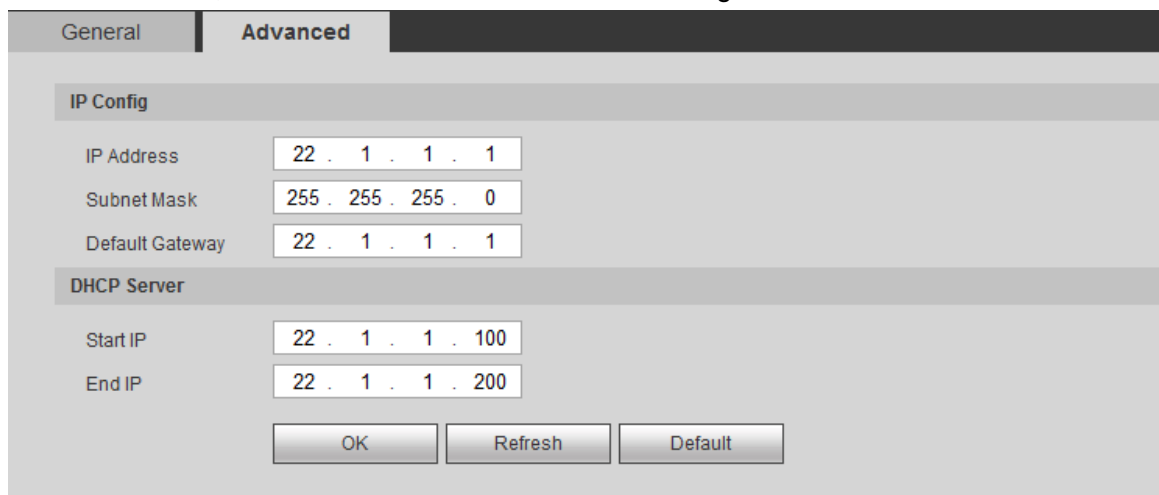 General Advanced
IP Config
IP Address 22 . 1 . 1 . 1
Subnet Mask 255 . 255 . 255 . 0
Default Gateway 22 . 1 . 1 . 1
DHCP Server
Start IP 22 . 1 . 1 . 100
End IP 22 . 1 . 1 . 200
OK Refresh Default